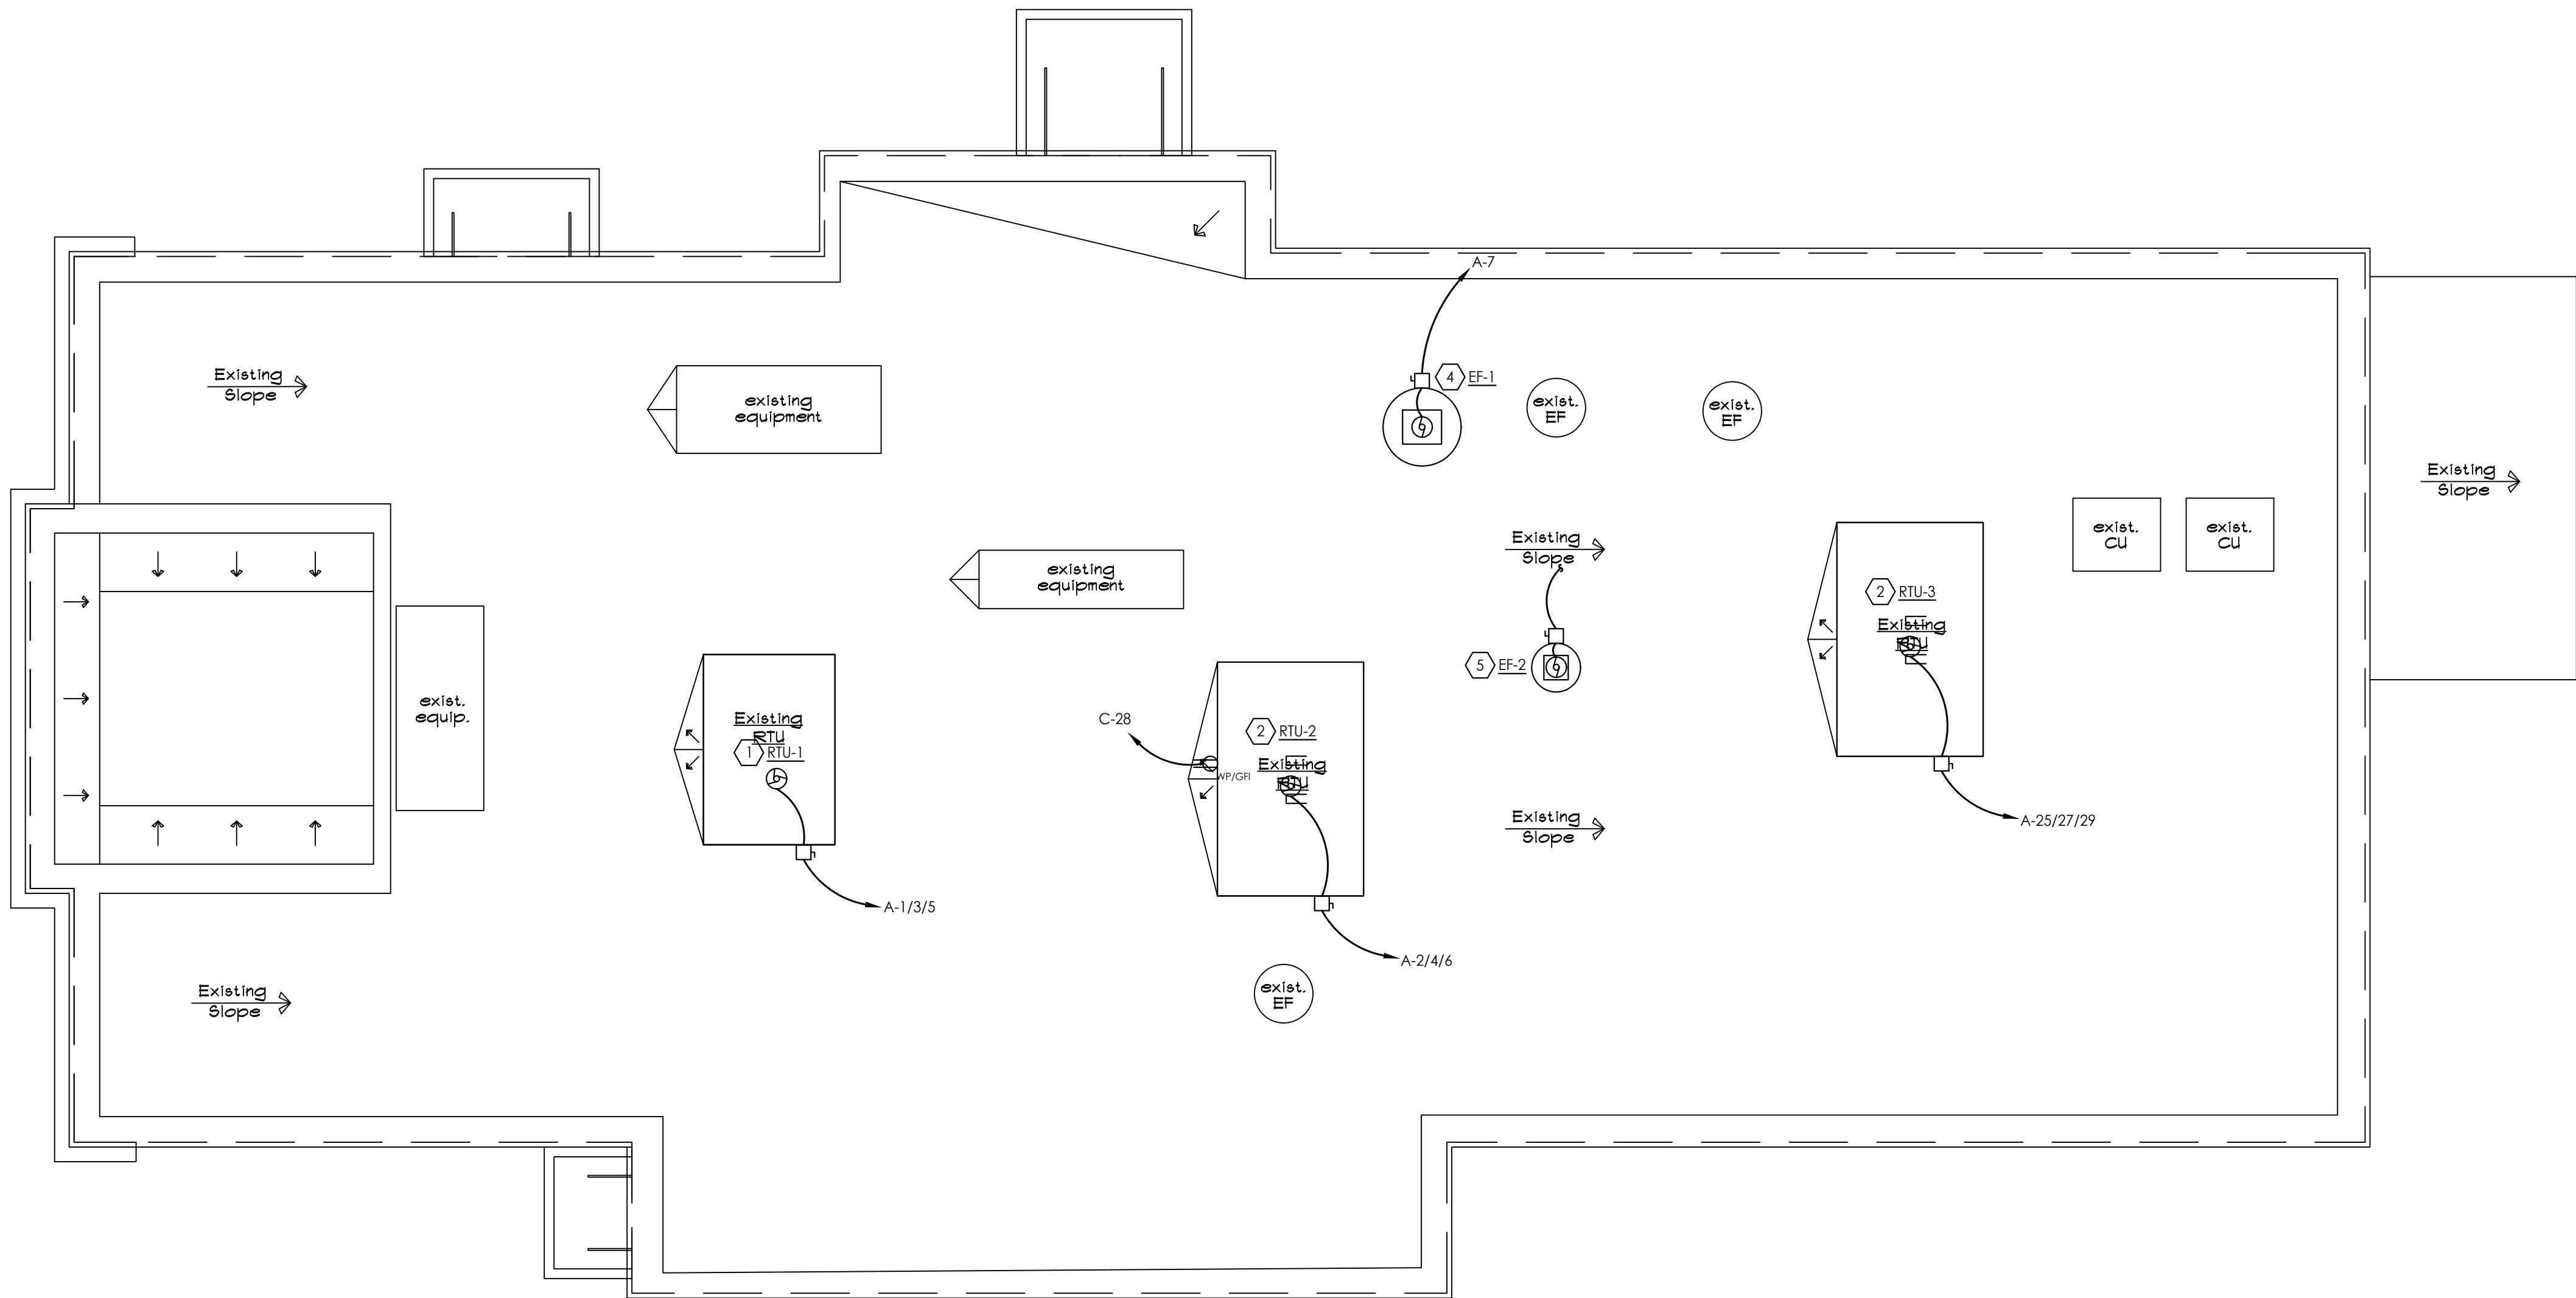 A-7
Existing
Slope
existing
equipment
4 EF-1
exist.
EF
exist.
EF
Existing
Slope
exist.
CU
exist.
CU
Existing
Slope
existing
equipment
2 RTU-3
Existing
RTU
5 EF-2
exist.
equip.
Existing
RTU
1 RTU-1
C-28
2 RTU-2
WP/GFI
Existing
RTU
Existing
Slope
A-25/27/29
A-1/3/5
A-2/4/6
exist.
EF
Existing
Slope